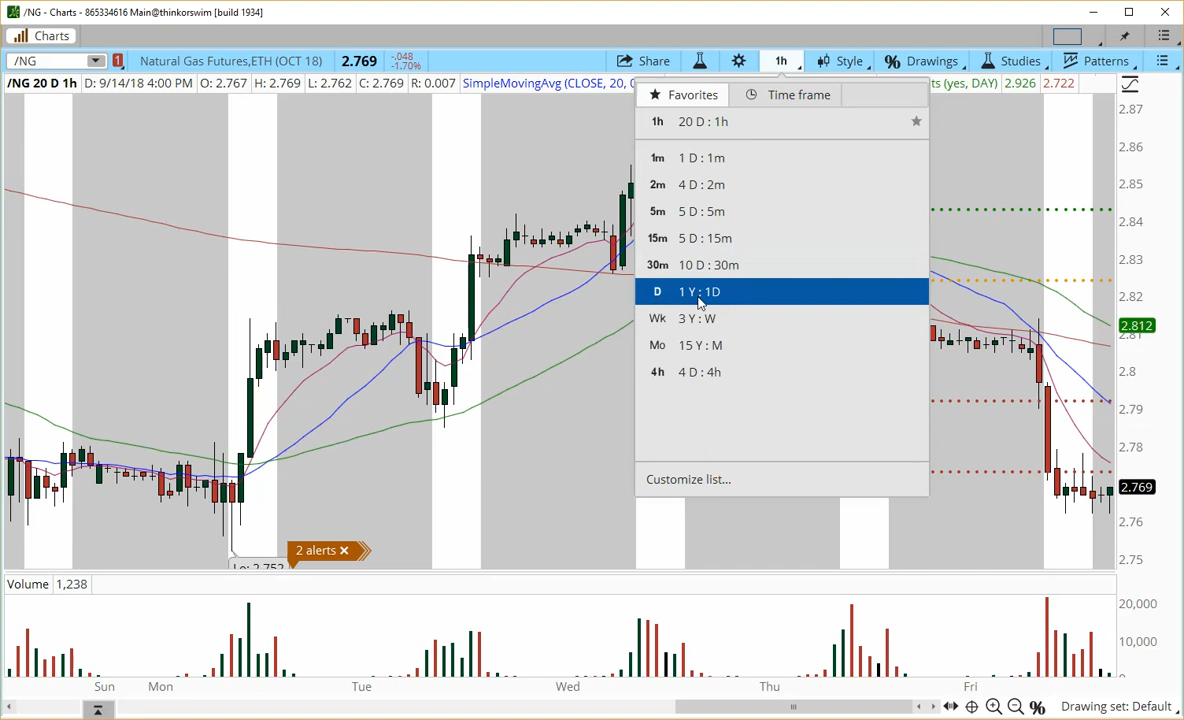 /NG - Charts - 865334616 Main@thinkorswim [build 1934]
Charts
/NG 1 Natural Gas Futures,ETH (OCT 18) 2.769 -.048 -1.70% Share 1h Style Drawings Studies Patterns
/NG 20 D 1h D: 9/14/18 4:00 PM O: 2.767 H: 2.769 L: 2.762 C: 2.769 R: 0.007 SimpleMovingAvg (CLOSE, 20, 0 ts (yes, DAY) 2.926 2.722
Favorites Time frame
1h 20 D : 1h
1m 1 D : 1m
2m 4 D : 2m
5m 5 D : 5m
15m 5 D : 15m
30m 10 D : 30m
D 1 Y : 1D
Wk 3 Y : W
Mo 15 Y : M
4h 4 D : 4h
Customize list...
2.87
2.86
2.85
2.84
2.83
2.82
2.812
2.8
2.79
2.78
2.769
2.76
2.75
2 alerts
Lo: 2.752
Volume 1,238
20,000
10,000
Sun Mon Tue Wed Thu Fri
Drawing set: Default